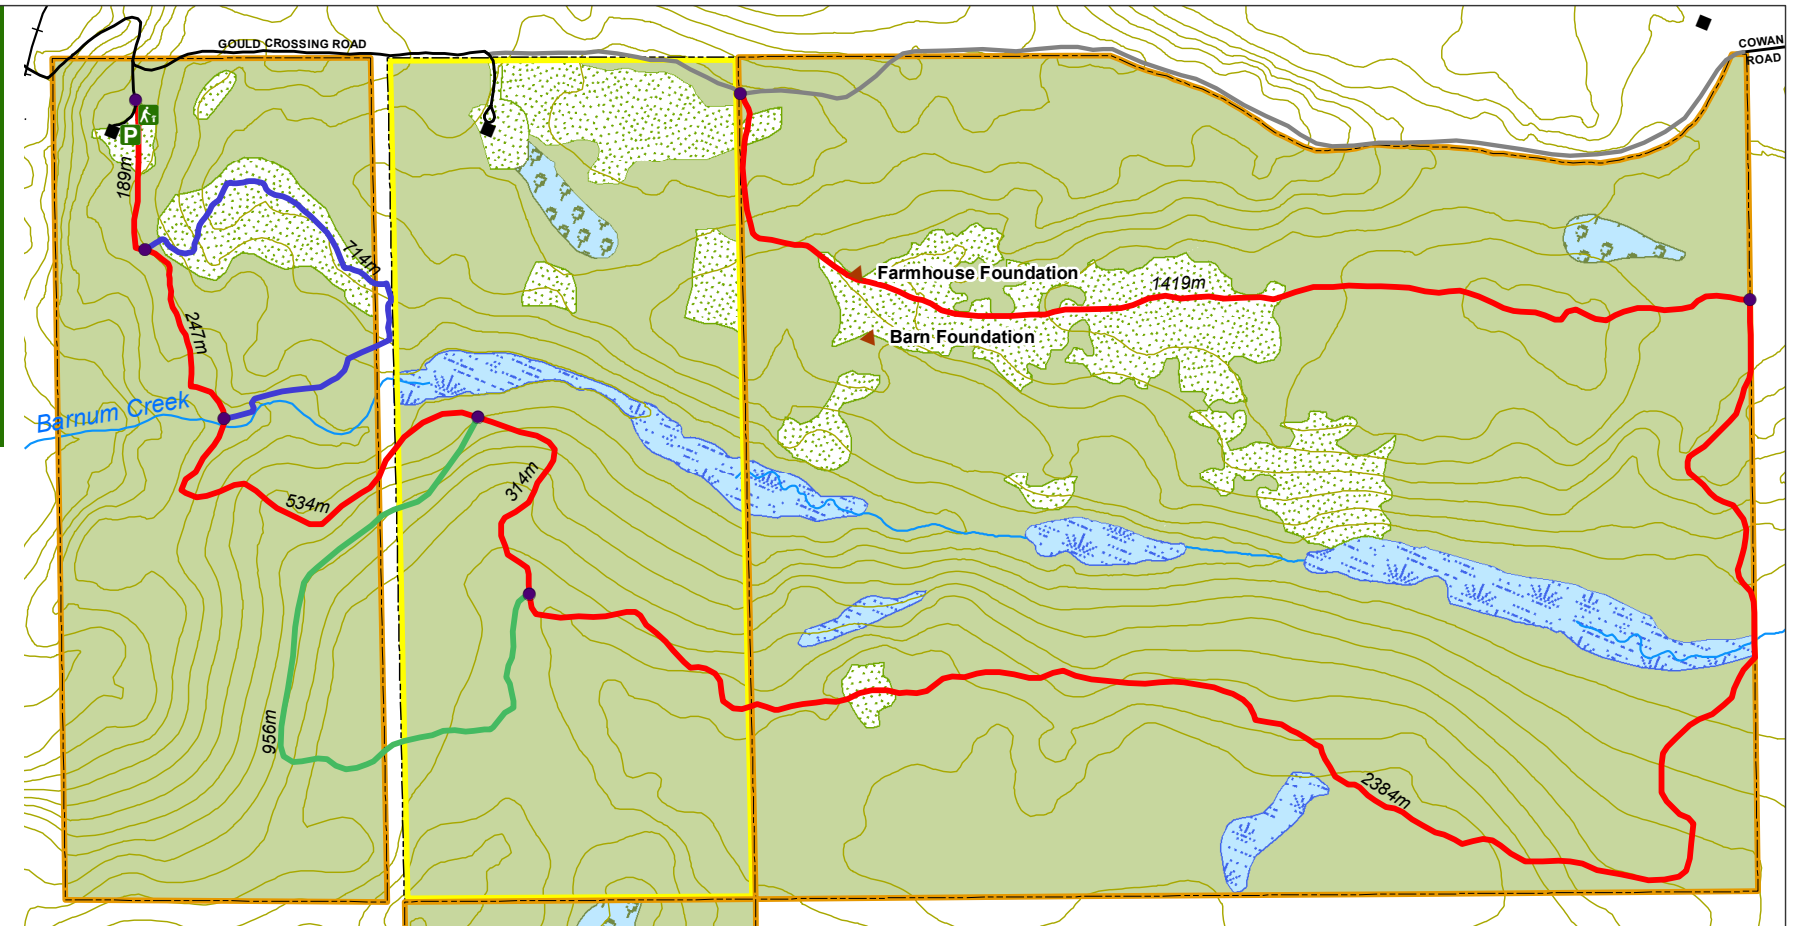 GOULD CROSSING ROAD
COWAN
ROAD
P
189m
714m
Farmhouse Foundation
1419m
247m
Barn Foundation
Barnum Creek
314m
534m
956m
2384m